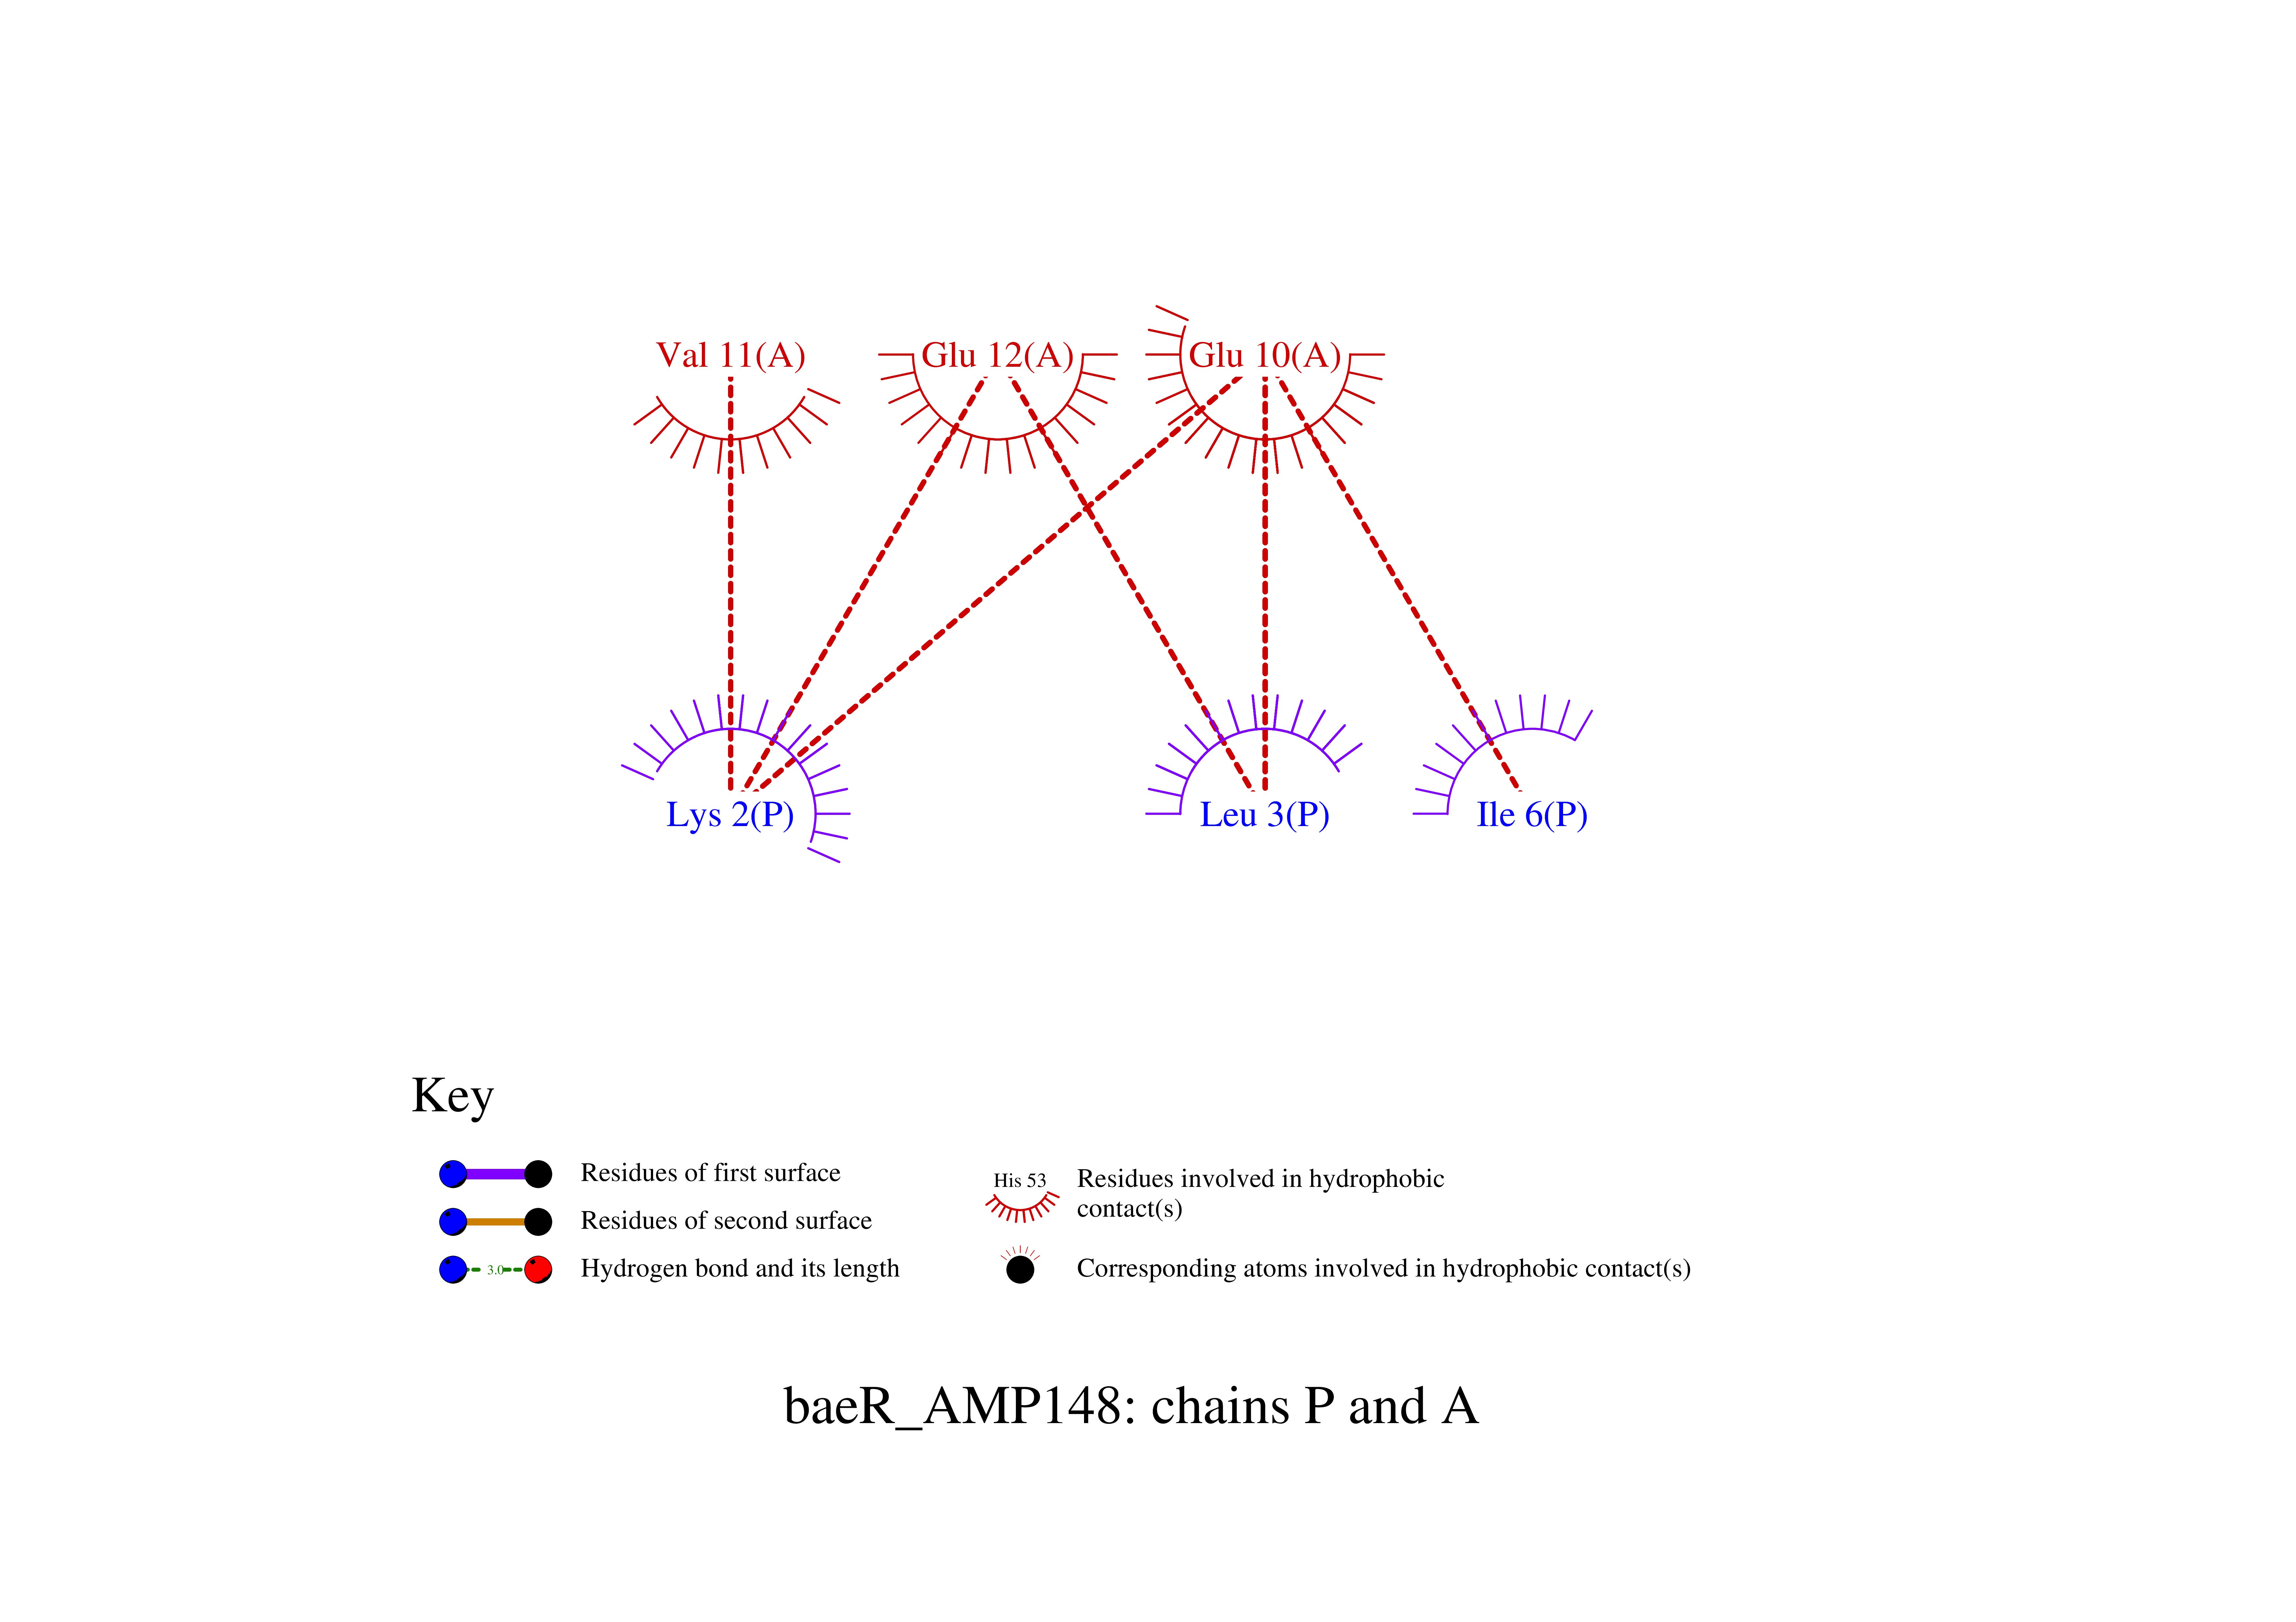 Val 11(A) Glu 12(A) Glu 10(A)
Lys 2(P) Leu 3(P) Ile 6(P)
Key
Residues of first surface
Residues of second surface
3.0 Hydrogen bond and its length
His 53 Residues involved in hydrophobic
contact(s)
Corresponding atoms involved in hydrophobic contact(s)
baeR_AMP148: chains P and A